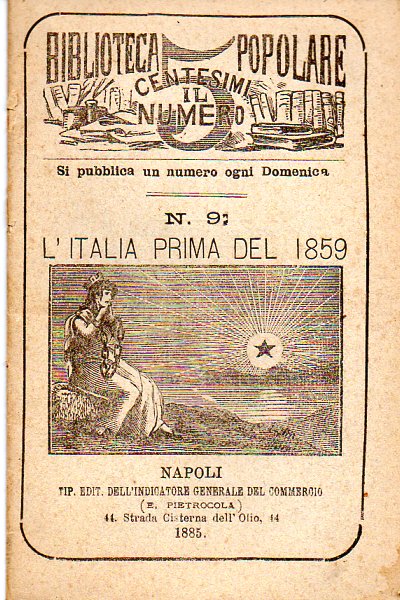 BIBLIOTECA POPOLARE
5
CENTESIMI
IL
NUMERO
Si pubblica un numero ogni Domenica
N. 9;
L'ITALIA PRIMA DEL 1859
NAPOLI
TIP. EDIT. DELL'INDICATORE GENERALE DEL COMMERCIO
(E. PIETROCOLA)
44. Strada Cisterna dell'Olio, 44
1885.